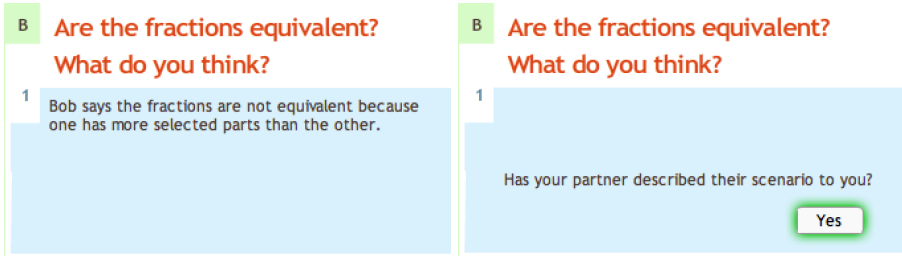 B
Are the fractions equivalent?
What do you think?
1
Bob says the fractions are not equivalent because
one has more selected parts than the other.
B
Are the fractions equivalent?
What do you think?
1
Has your partner described their scenario to you?
Yes